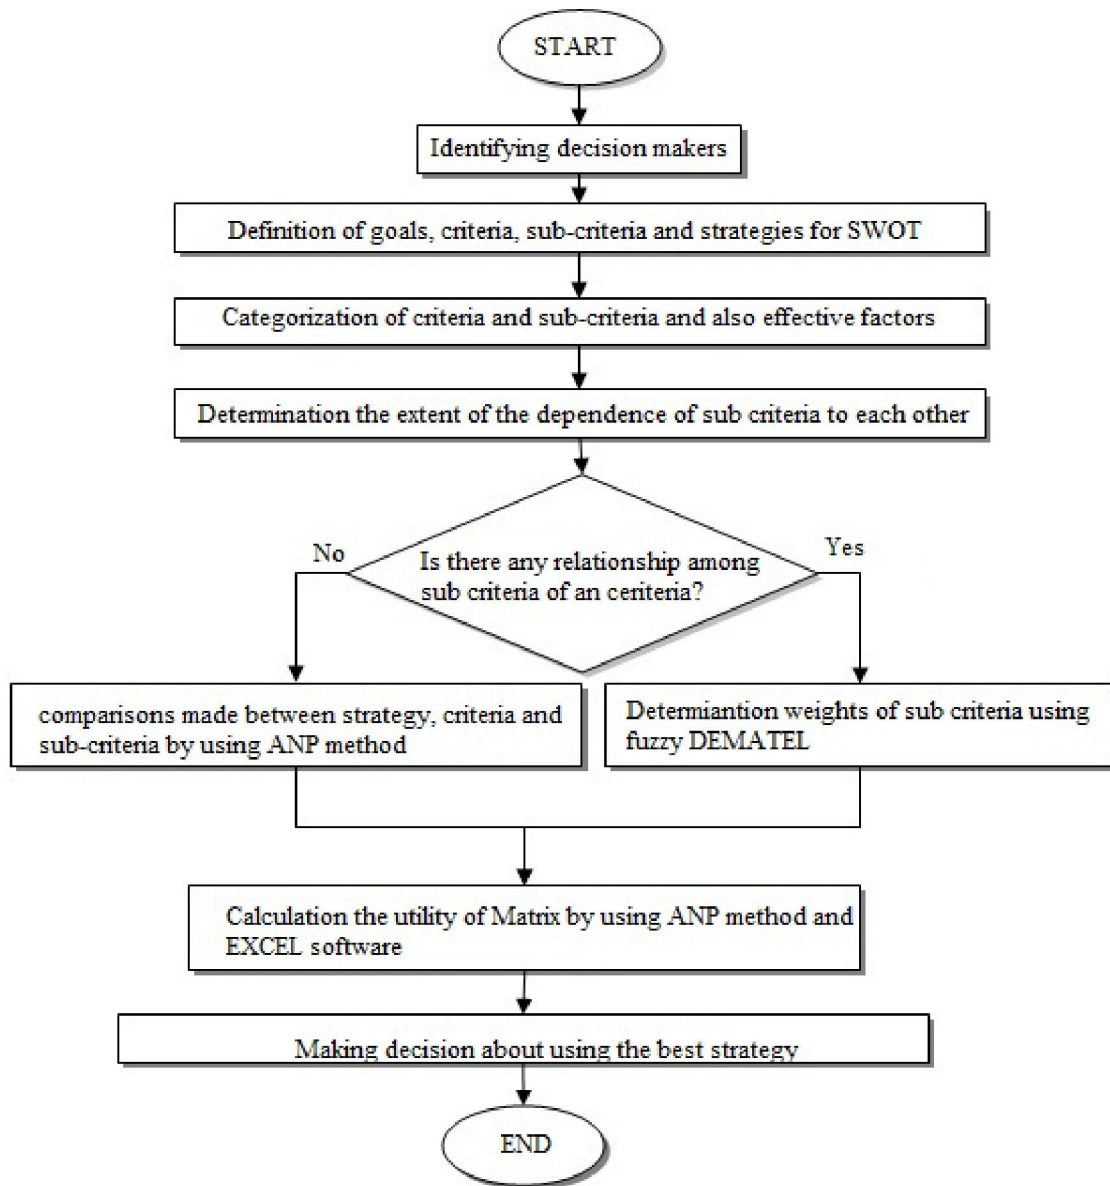 START
Identifying decision makers
Definition of goals, criteria, sub-criteria and strategies for SWOT
Categorization of criteria and sub-criteria and also effective factors
Determination the extent of the dependence of sub criteria to each other
No
Yes
Is there any relationship among
sub criteria of an ceriteria?
comparisons made between strategy, criteria and
sub-criteria by using ANP method
Determiantion weights of sub criteria using
fuzzy DEMATEL
Calculation the utility of Matrix by using ANP method and
EXCEL software
Making decision about using the best strategy
END